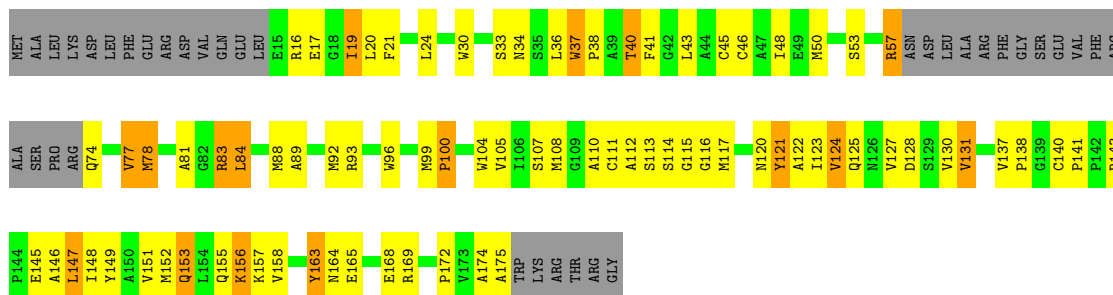 MET ALA LEU LYS ASP LEU PHE GLU ARG ASP VAL GLN GLU LEU E15 R16 E17 G18 I19 L20 F21 L24 W30 S33 N34 S35 L36 W37 P38 A39 T40 F41 G42 L43 A44 C45 C46 A47 I48 E49 M50 S53 R57 ASN ASP LEU ALA ARG PHE GLY SER GLU VAL PHE
ALA SER PRO ARG Q74 V77 M78 A81 G82 R83 L84 M88 A89 M92 R93 W96 M99 P100 W104 V105 I106 S107 M108 G109 A110 C111 A112 S113 S114 G115 G116 M117 N120 Y121 A122 I123 V124 Q125 N126 V127 D128 S129 V130 V131 V137 P138 G139 C140 P141 P142
P144 E145 A146 L147 I148 Y149 A150 V151 M152 Q153 L154 Q155 K156 K157 V158 Y163 N164 E165 E168 R169 P172 V173 A174 A175 TRP LYS ARG THR ARG GLY